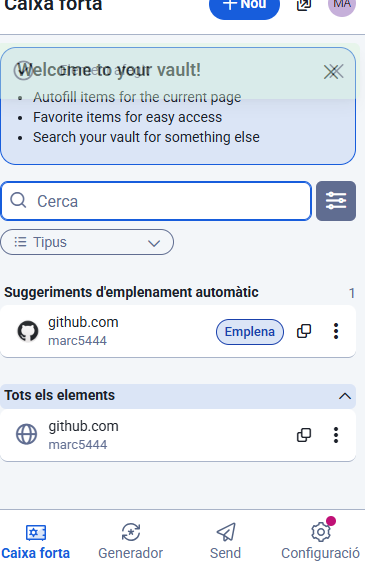 Caixa forta
Nou
MA
Welcome to your vault!
Element afegit
Autofill items for the current page
Favorite items for easy access
Search your vault for something else
Cerca
Tipus
Suggeriments d'emplenament automàtic 1
github.com
marc5444
Emplena
Tots els elements
github.com
marc5444
Caixa forta
Generador
Send
Configuració